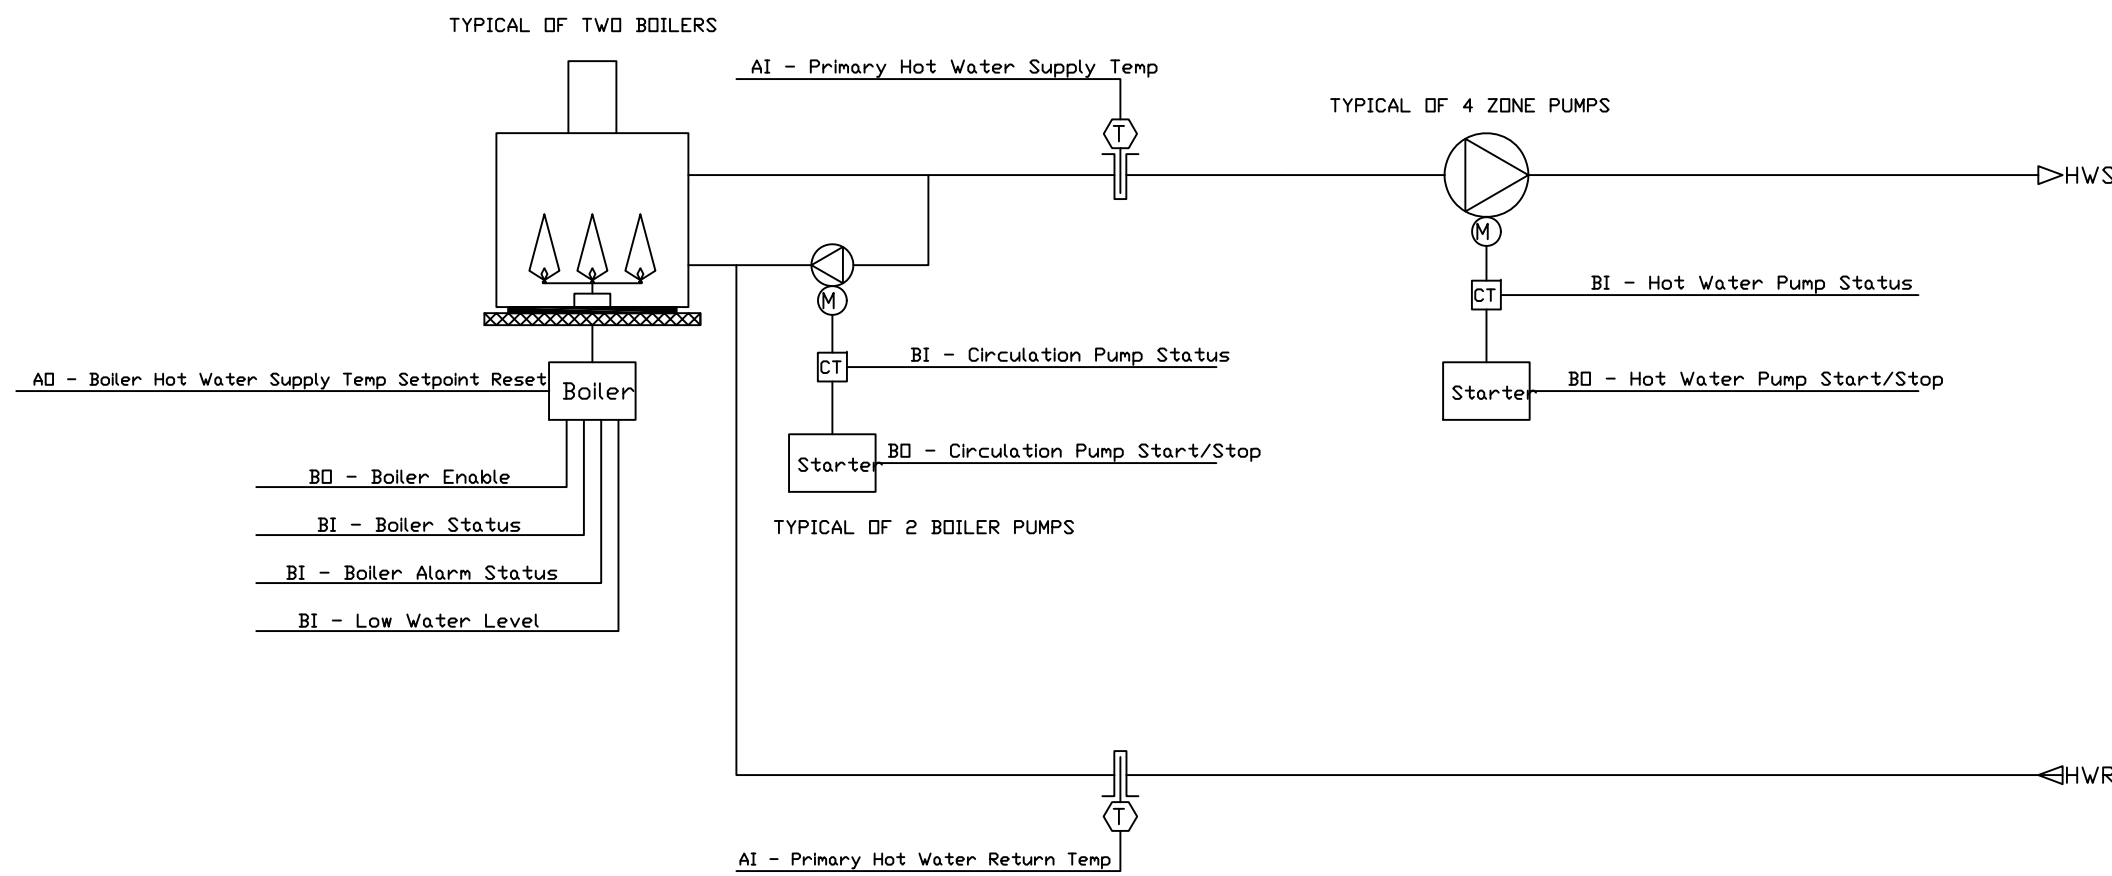 TYPICAL OF TWO BOILERS
AI - Primary Hot Water Supply Temp
TYPICAL OF 4 ZONE PUMPS
T
HWS
M
BI - Hot Water Pump Status
CT
M
BI - Circulation Pump Status
CT
AO - Boiler Hot Water Supply Temp Setpoint Reset
Boiler
BO - Hot Water Pump Start/Stop
Starter
BO - Circulation Pump Start/Stop
Starter
BO - Boiler Enable
BI - Boiler Status
TYPICAL OF 2 BOILER PUMPS
BI - Boiler Alarm Status
BI - Low Water Level
HWR
T
AI - Primary Hot Water Return Temp